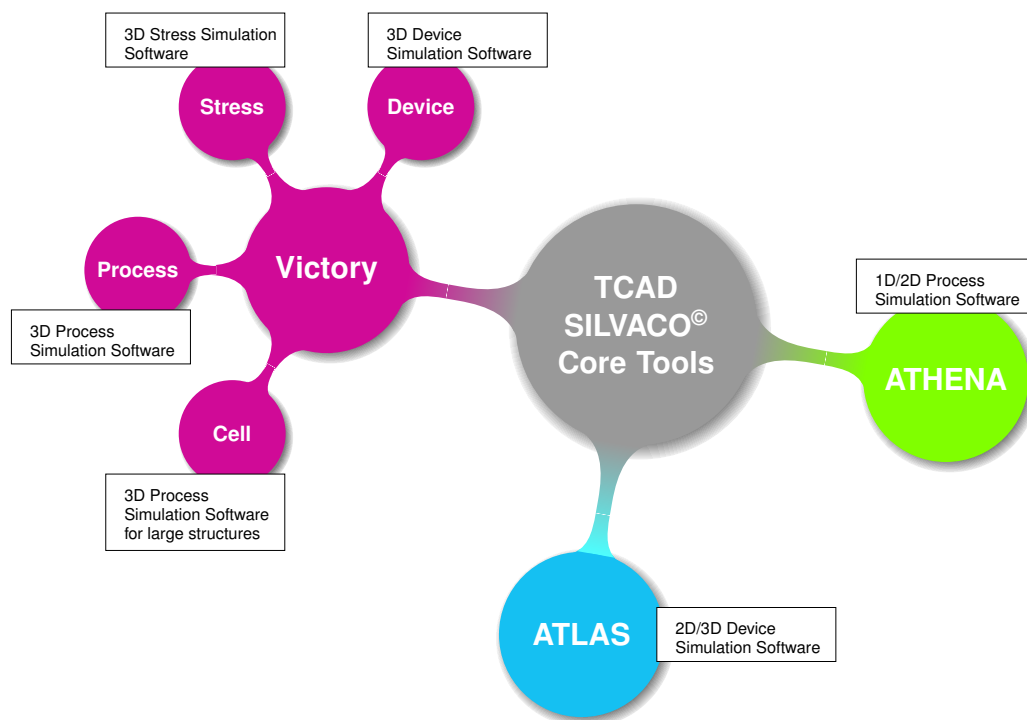 3D Stress Simulation
Software
3D Device
Simulation Software
Stress
Device
Process
Victory
3D Process
Simulation Software
Cell
3D Process
Simulation Software
for large structures
TCAD
SILVACO©
Core Tools
1D/2D Process
Simulation Software
ATHENA
ATLAS
2D/3D Device
Simulation Software